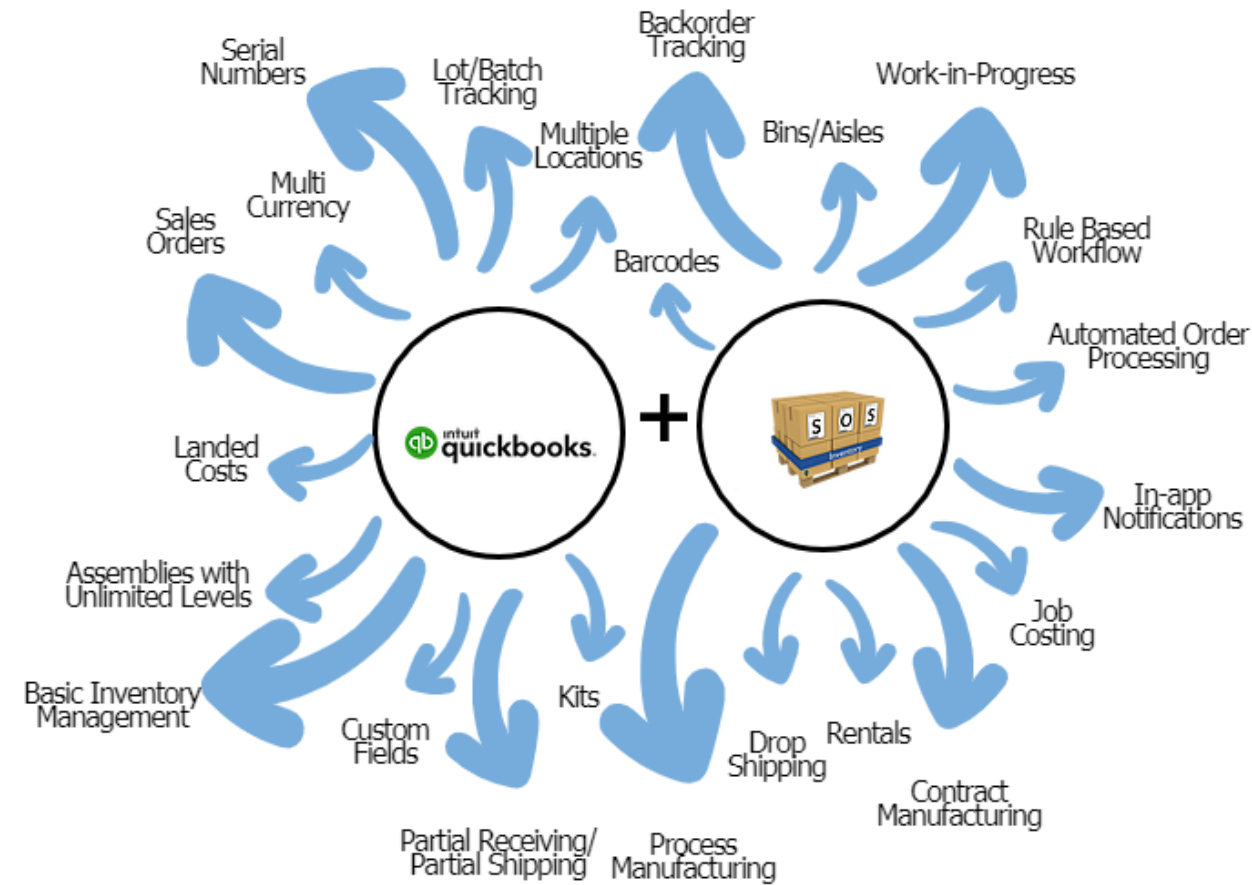 Backorder
Tracking
Serial
Numbers
Lot/Batch
Tracking
Work-in-Progress
Multiple
Locations
Bins/Aisles
Multi
Currency
Sales
Orders
Rule Based
Workflow
Barcodes
Automated Order
Processing
intuit
qb quickbooks.
+
S O S
Inventory
Landed
Costs
In-app
Notifications
Assemblies with
Unlimited Levels
Job
Costing
Basic Inventory
Management
Kits
Custom
Fields
Drop
Shipping
Rentals
Contract
Manufacturing
Partial Receiving/
Partial Shipping
Process
Manufacturing